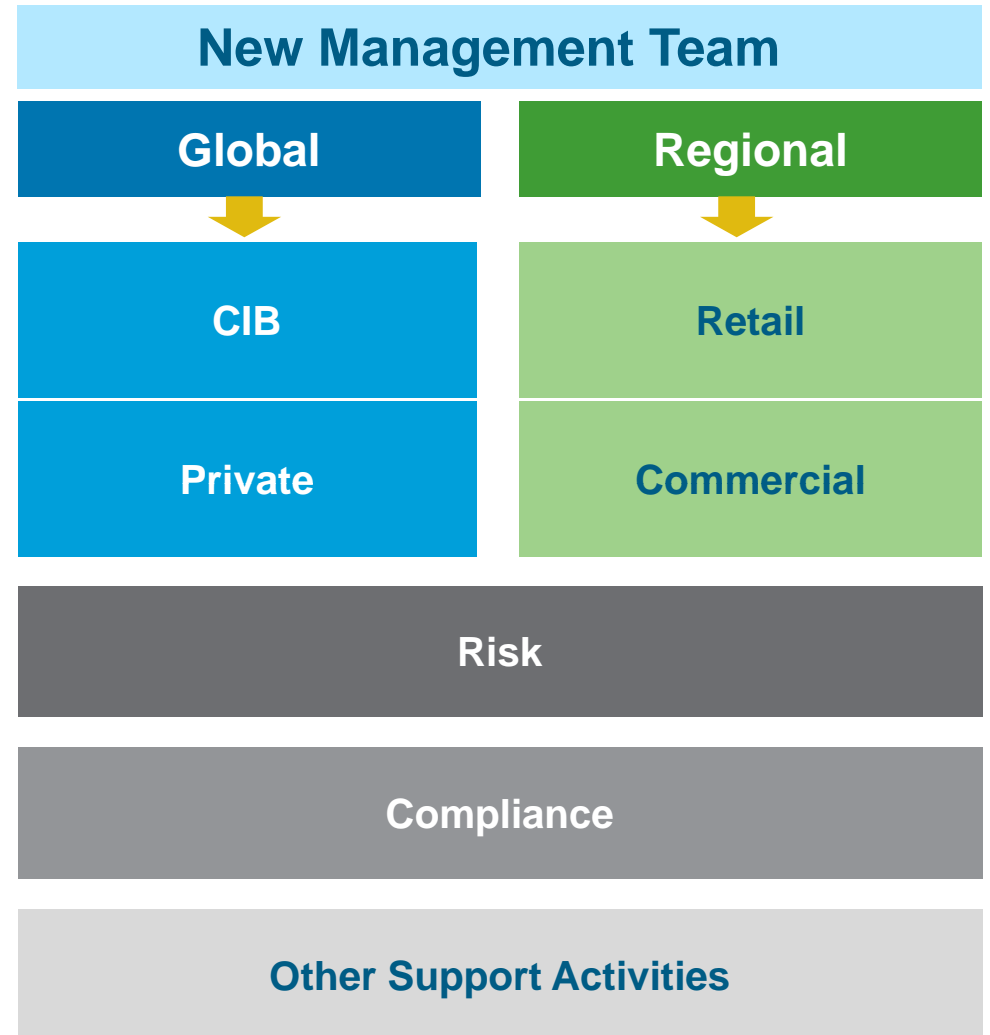 New Management Team
Global
Regional
CIB
Retail
Private
Commercial
Risk
Compliance
Other Support Activities